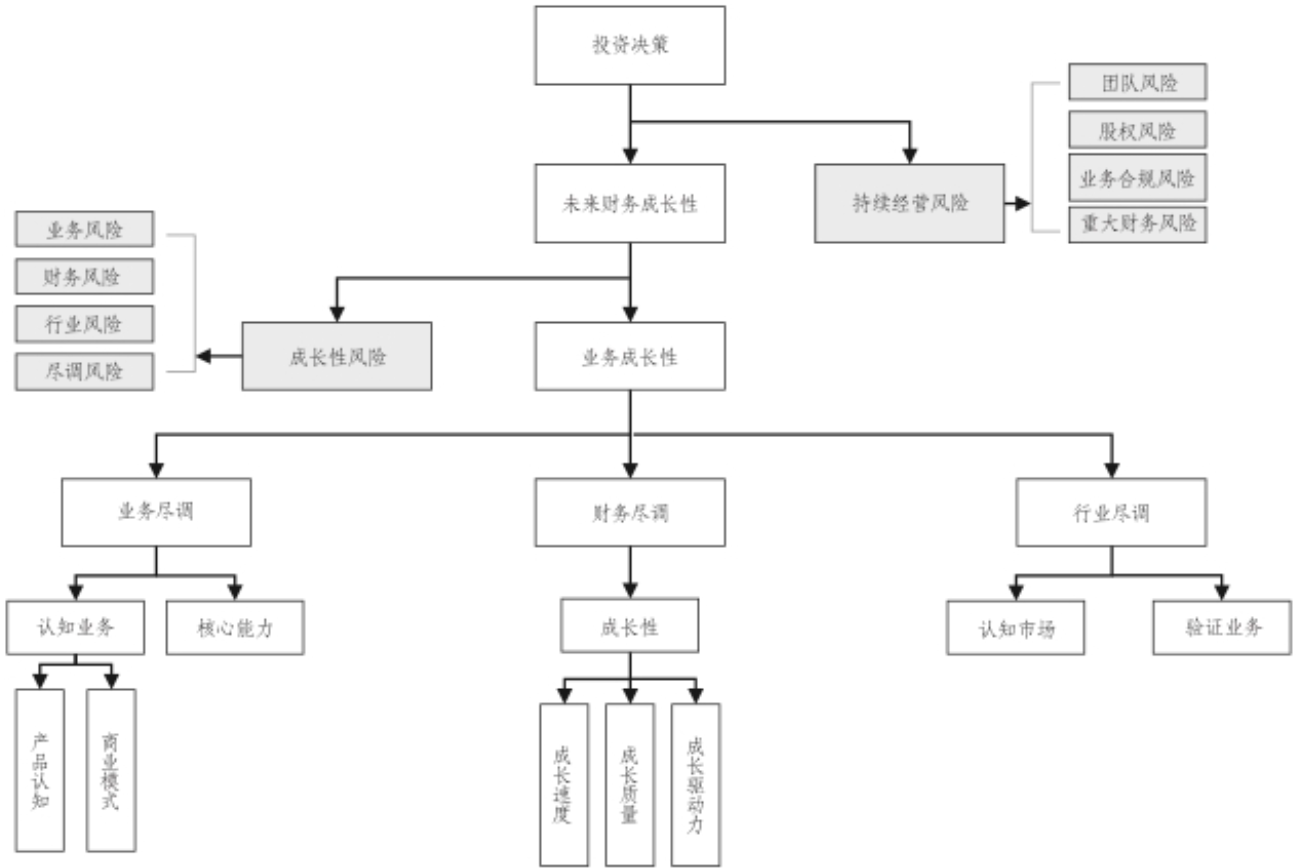 投资决策
团队风险
股权风险
业务合规风险
重大财务风险
未来财务成长性
持续经营风险
业务风险
财务风险
行业风险
尽调风险
成长性风险
业务成长性
业务尽调
财务尽调
行业尽调
认知业务
核心能力
成长性
认知市场
验证业务
产品认知
商业模式
成长速度
成长质量
成长驱动力